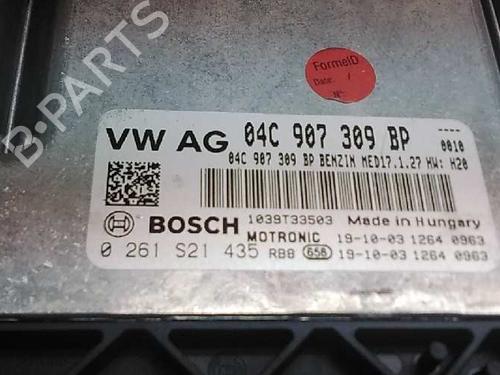 B-PARTS
FormelD
Date: /
N°:
VW AG 04C 907 309 BP ----
0010
04C 907 309 BP BENZIN MED17.1.27 HW: H20
BOSCH 1039T33503 Made in Hungary
MOTRONIC 19-10-03 1264 0963
0 261 S21 435 RBB 658 19-10-03 1264 0963